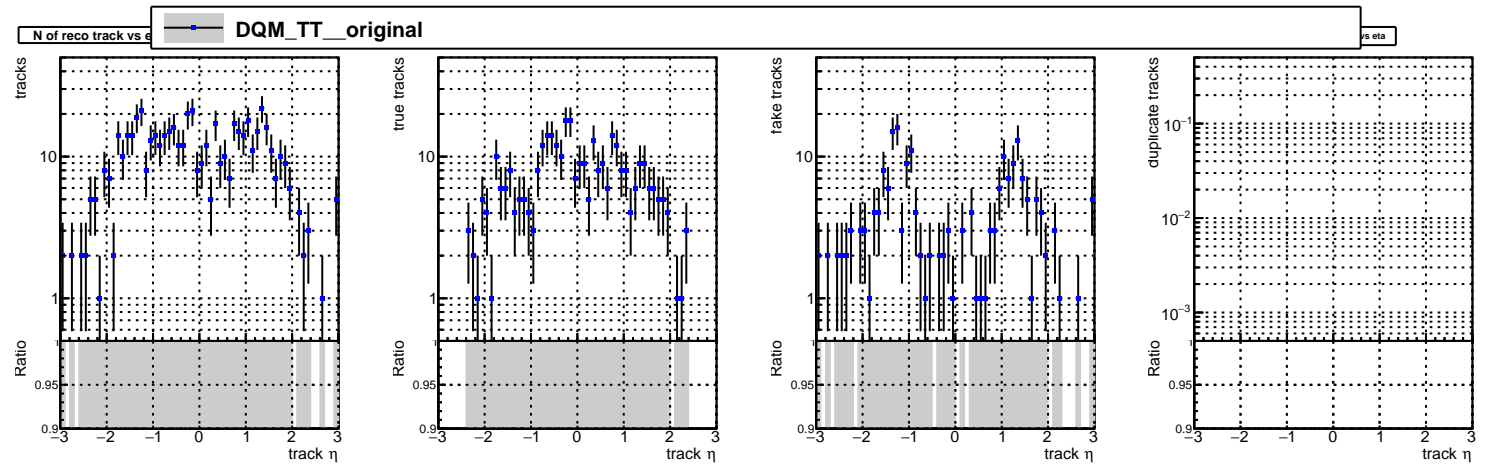 DQM_TT__original
N of reco track vs e
vs eta
tracks
10
1
Ratio
1
0.95
0.9
−3 −2 −1 0 1 2 3
track η
true tracks
10
1
Ratio
1
0.95
0.9
−3 −2 −1 0 1 2 3
track η
fake tracks
10
1
Ratio
1
0.95
0.9
−3 −2 −1 0 1 2 3
track η
duplicate tracks
10−1
10−2
10−3
Ratio
1
0.95
0.9
−3 −2 −1 0 1 2 3
track η